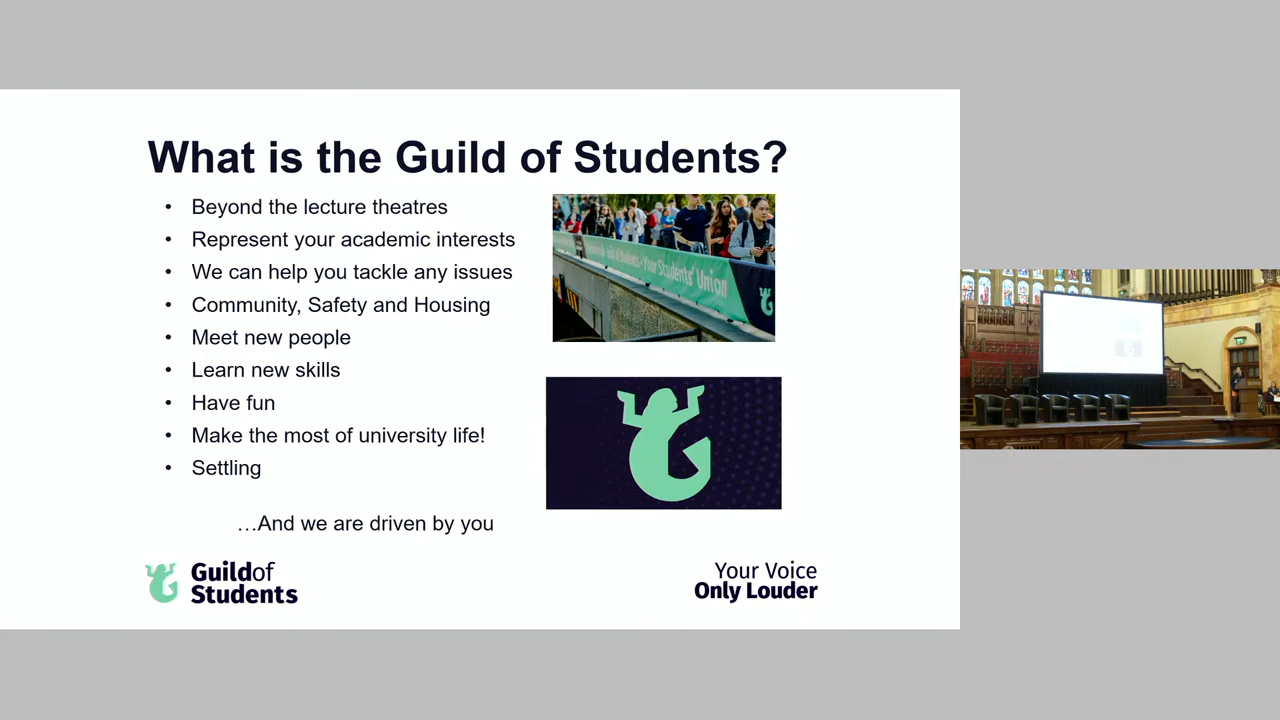 What is the Guild of Students?
• Beyond the lecture theatres
• Represent your academic interests
• We can help you tackle any issues
• Community, Safety and Housing
• Meet new people
• Learn new skills
• Have fun
• Make the most of university life!
• Settling
…And we are driven by you
Guild of Students - Your Students' Union
Guildof
Students
Your Voice
Only Louder